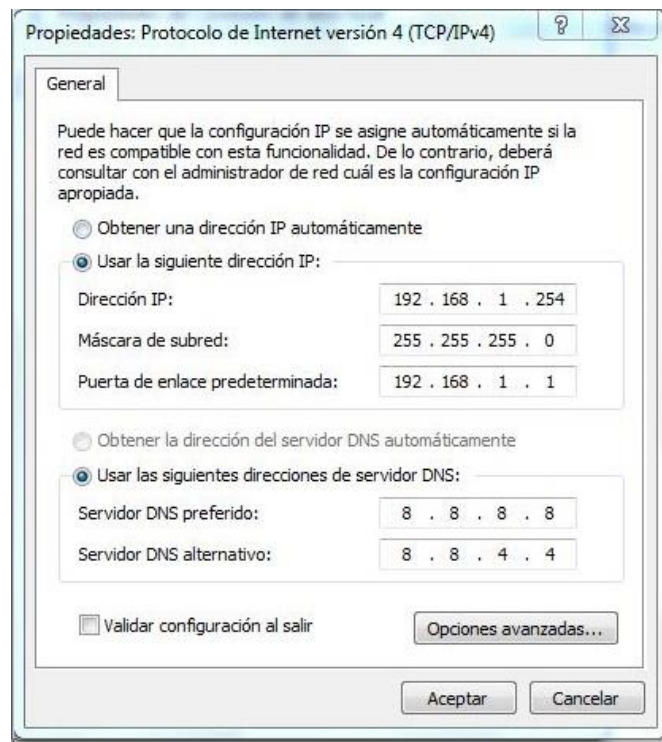 Propiedades: Protocolo de Internet versión 4 (TCP/IPv4)
General
Puede hacer que la configuración IP se asigne automáticamente si la
red es compatible con esta funcionalidad. De lo contrario, deberá
consultar con el administrador de red cuál es la configuración IP
apropiada.
Obtener una dirección IP automáticamente
Usar la siguiente dirección IP:
Dirección IP: 192 . 168 . 1 . 254
Máscara de subred: 255 . 255 . 255 . 0
Puerta de enlace predeterminada: 192 . 168 . 1 . 1
Obtener la dirección del servidor DNS automáticamente
Usar las siguientes direcciones de servidor DNS:
Servidor DNS preferido: 8 . 8 . 8 . 8
Servidor DNS alternativo: 8 . 8 . 4 . 4
Validar configuración al salir Opciones avanzadas...
Aceptar Cancelar